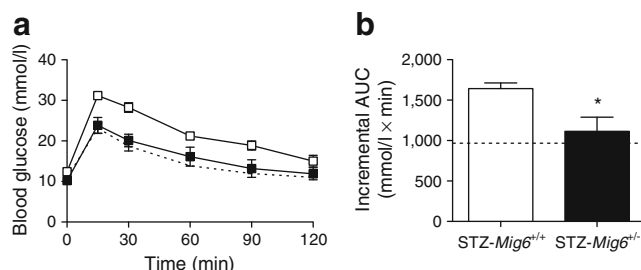 a
Blood glucose (mmol/l)
40
30
20
10
0
0 30 60 90 120
Time (min)
b
Incremental AUC
(mmol/l × min)
2,000
1,500
1,000
500
0
*
STZ-Mig6+/+ STZ-Mig6+/-